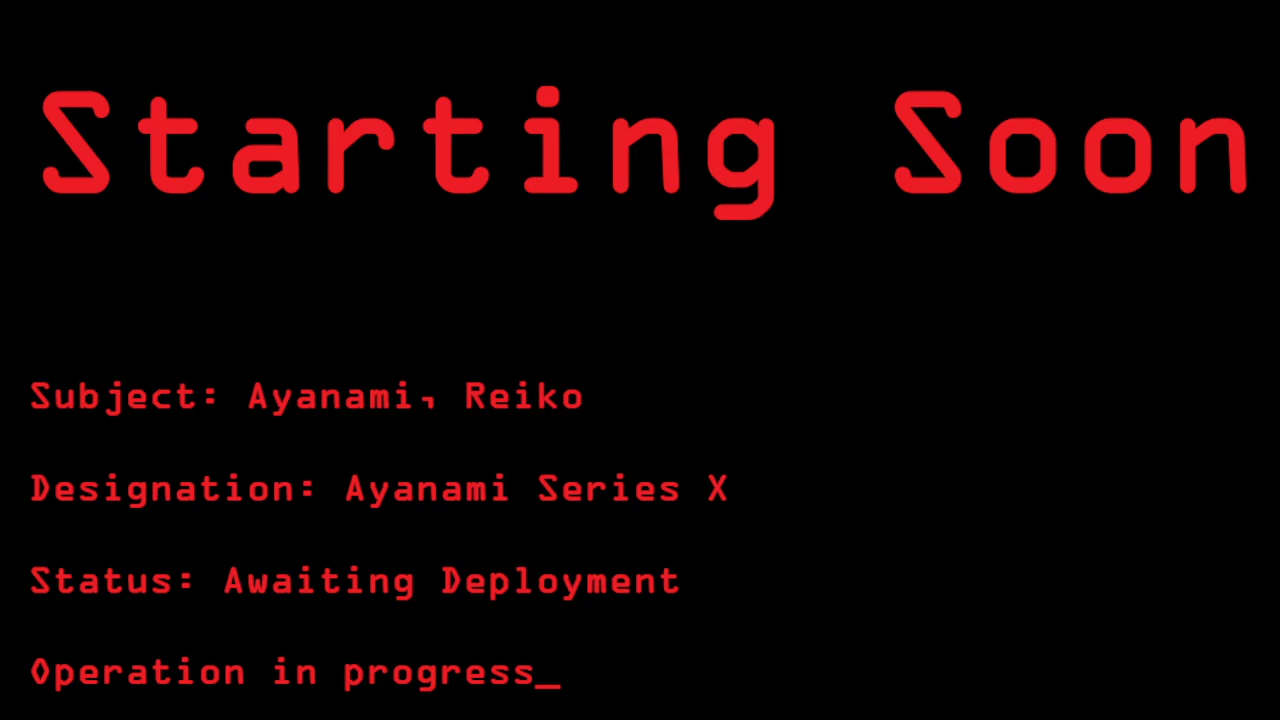 Starting Soon
Subject: Ayanami, Reiko
Designation: Ayanami Series X
Status: Awaiting Deployment
Operation in progress_